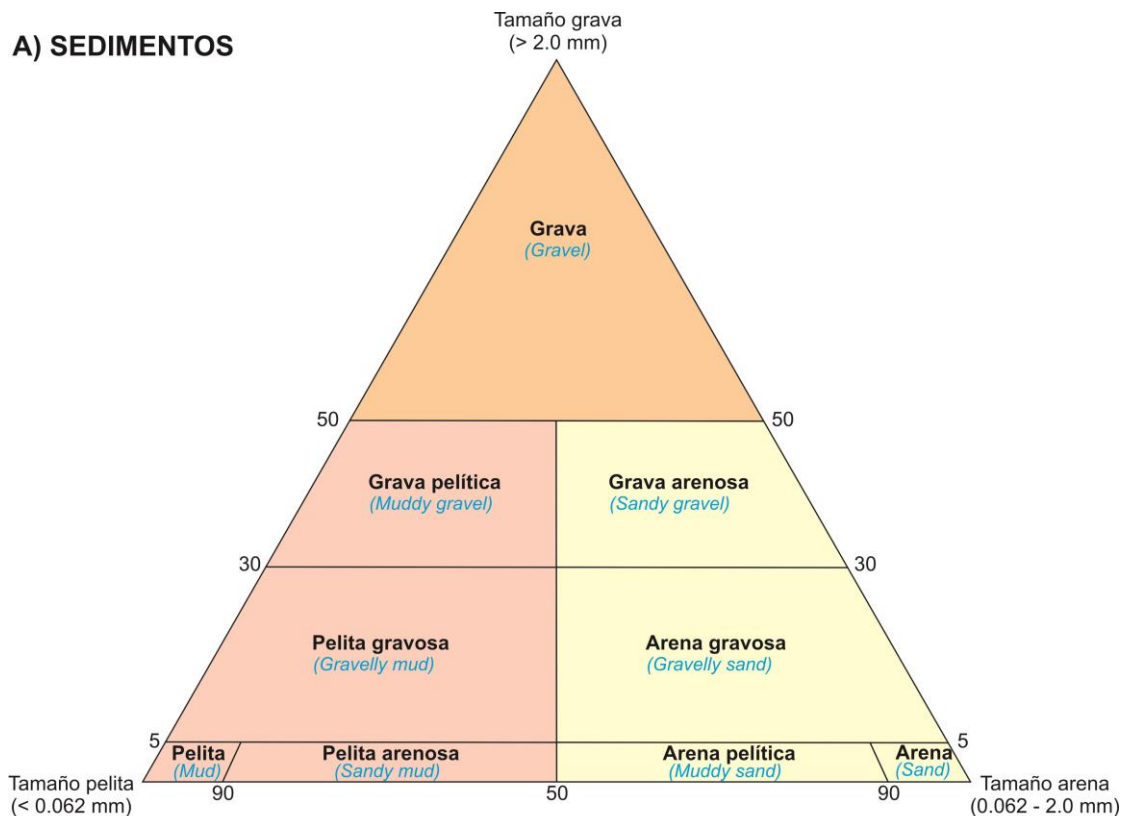 Tamaño grava
(> 2.0 mm)
A) SEDIMENTOS
Grava
(Gravel)
50
50
Grava pelítica
(Muddy gravel)
Grava arenosa
(Sandy gravel)
30
30
Pelita gravosa
(Gravelly mud)
Arena gravosa
(Gravelly sand)
5
5
Pelita
(Mud)
Pelita arenosa
(Sandy mud)
Arena pelítica
(Muddy sand)
Arena
(Sand)
Tamaño pelita
(< 0.062 mm)
90
50
90
Tamaño arena
(0.062 - 2.0 mm)